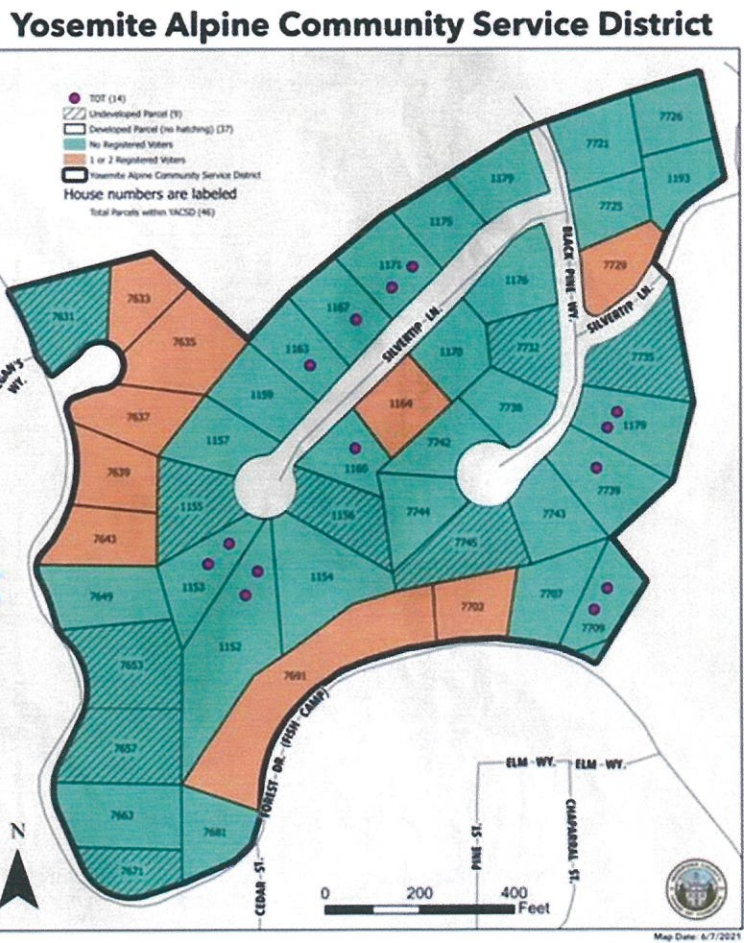 Yosemite Alpine Community Service District
TOT (14)
Undeveloped Parcel (9)
Developed Parcel (no hatching) (37)
No Registered Voters
1 or 2 Registered Voters
Yosemite Alpine Community Service District
House numbers are labeled
Total Parcels within YACSD (46)
7726
7721
1179
1193
7725
1175
1171
7729
1176
BLACK-PINE-WY.
7633
7631
1167
SILVERTIP-LN.
SILVERTIP-LN.
7635
1163
1170
7732
7735
WY.
1159
1164
7738
7637
1179
1157
7742
7639
1160
7739
1155
1156
7744
7743
7643
7745
1153
1154
7649
7703
7707
7709
1152
7653
7691
FOREST-DR.-(FISH-CAMP)
7657
ELM-WY.
ELM-WY.
7663
7681
N
PINE-ST.
CHAPARRAL-ST.
7671
CEDAR-ST.
0 200 400
Feet
Map Date: 6/7/2021